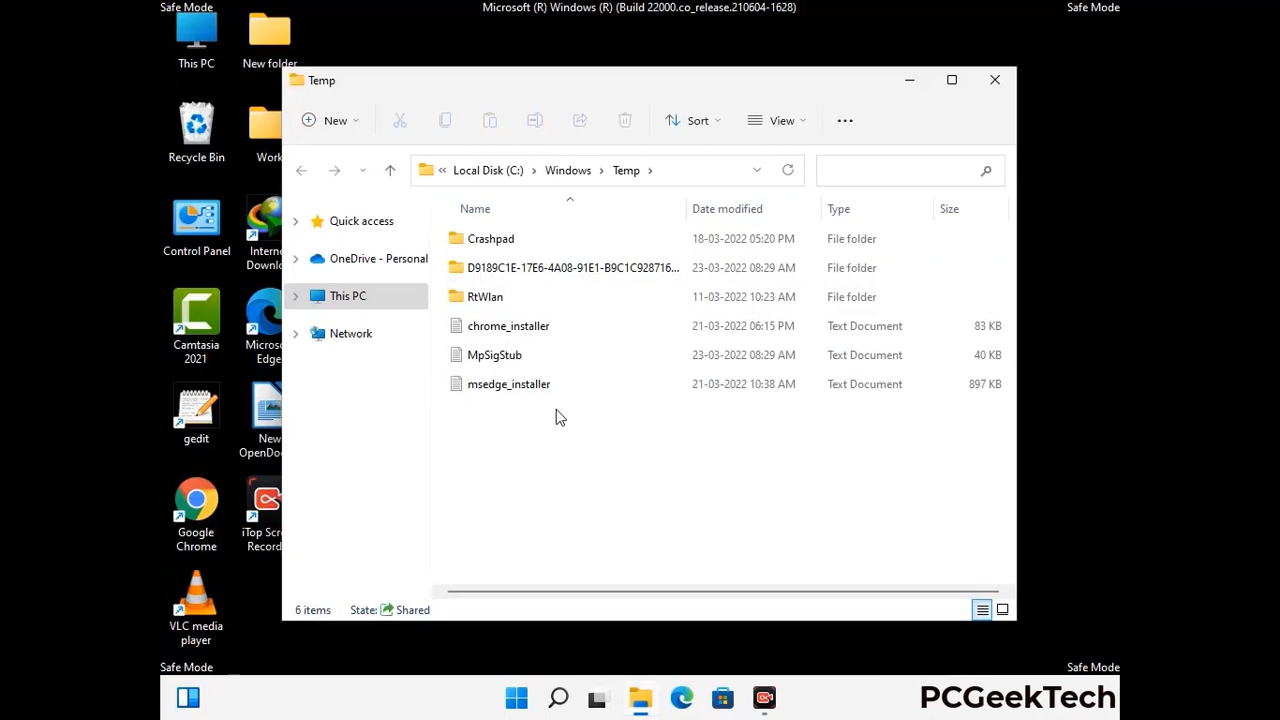 Safe Mode
Microsoft (R) Windows (R) (Build 22000.co_release.210604-1628)
Safe Mode
This PC
New folder
Recycle Bin
Work
Control Panel
Intern
Downl
Camtasia
2021
Micros
Edge
gedit
New
OpenDo
Google
Chrome
iTop Scr
Record
VLC media
player
Temp
New
Sort
View
Local Disk (C:)
Windows
Temp
Quick access
OneDrive - Personal
This PC
Network
Name
Date modified
Type
Size
Crashpad 18-03-2022 05:20 PM File folder
D9189C1E-17E6-4A08-91E1-B9C1C928716... 23-03-2022 08:29 AM File folder
RtWlan 11-03-2022 10:23 AM File folder
chrome_installer 21-03-2022 06:15 PM Text Document 83 KB
MpSigStub 23-03-2022 08:29 AM Text Document 40 KB
msedge_installer 21-03-2022 10:38 AM Text Document 897 KB
6 items
State: Shared
Safe Mode
Safe Mode
PCGeekTech